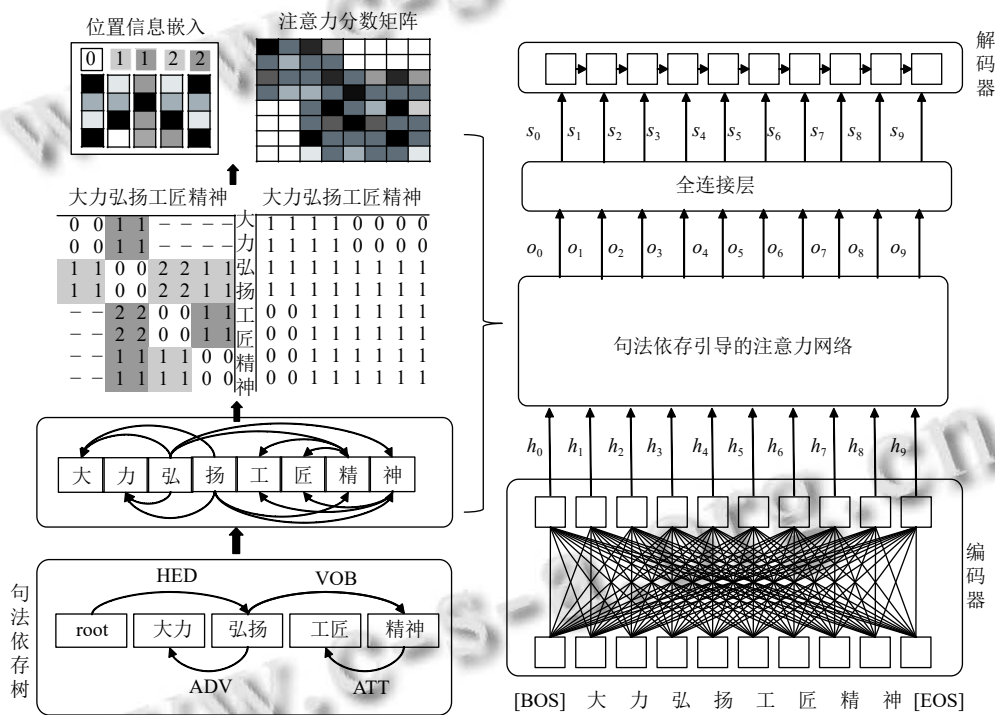 位置信息嵌入
注意力分数矩阵
0 1 1 2 2
大力弘扬工匠精神
0 0 1 1 − − − −
0 0 1 1 − − − −
1 1 0 0 2 2 1 1
1 1 0 0 2 2 1 1
− − 2 2 0 0 1 1
− − 2 2 0 0 1 1
− − 1 1 1 1 0 0
− − 1 1 1 1 0 0
大
力
弘
扬
工
匠
精
神
大力弘扬工匠精神
1 1 1 1 0 0 0 0
1 1 1 1 0 0 0 0
1 1 1 1 1 1 1 1
1 1 1 1 1 1 1 1
0 0 1 1 1 1 1 1
0 0 1 1 1 1 1 1
0 0 1 1 1 1 1 1
0 0 1 1 1 1 1 1
大 力 弘 扬 工 匠 精 神
句法依存树
HED VOB
root 大力 弘扬 工匠 精神
ADV ATT
解码器
s0 s1 s2 s3 s4 s5 s6 s7 s8 s9
全连接层
o0 o1 o2 o3 o4 o5 o6 o7 o8 o9
句法依存引导的注意力网络
h0 h1 h2 h3 h4 h5 h6 h7 h8 h9
编码器
[BOS] 大 力 弘 扬 工 匠 精 神 [EOS]